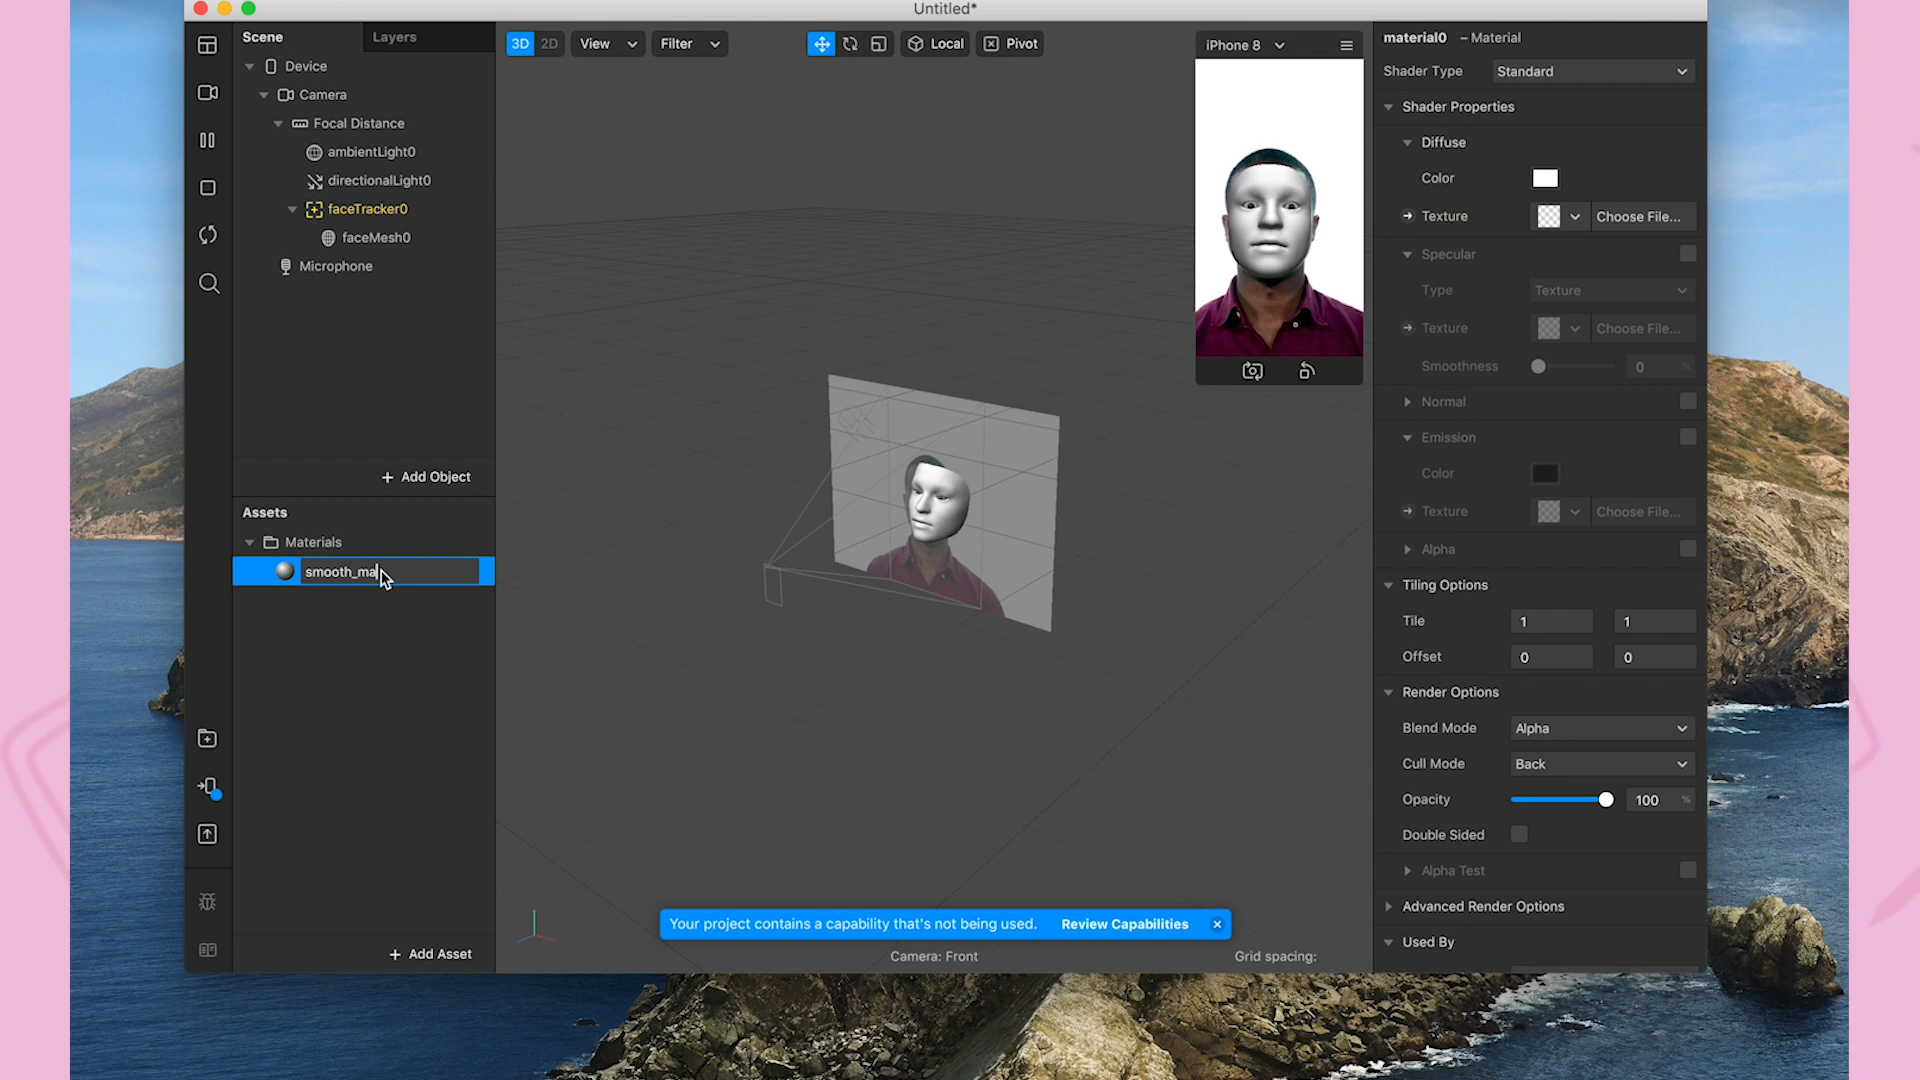 Untitled*
Scene
Layers
Device
Camera
Focal Distance
ambientLight0
directionalLight0
faceTracker0
faceMesh0
Microphone
+ Add Object
Assets
Materials
smooth_ma
+ Add Asset
3D 2D
View
Filter
Local
Pivot
iPhone 8
Your project contains a capability that's not being used. Review Capabilities
Camera: Front
Grid spacing:
material0 – Material
Shader Type Standard
Shader Properties
Diffuse
Color
Texture Choose File...
Specular
Type Texture
Texture Choose File...
Smoothness 0 %
Normal
Emission
Color
Texture Choose File...
Alpha
Tiling Options
Tile 1 1
Offset 0 0
Render Options
Blend Mode Alpha
Cull Mode Back
Opacity 100 %
Double Sided
Alpha Test
Advanced Render Options
Used By